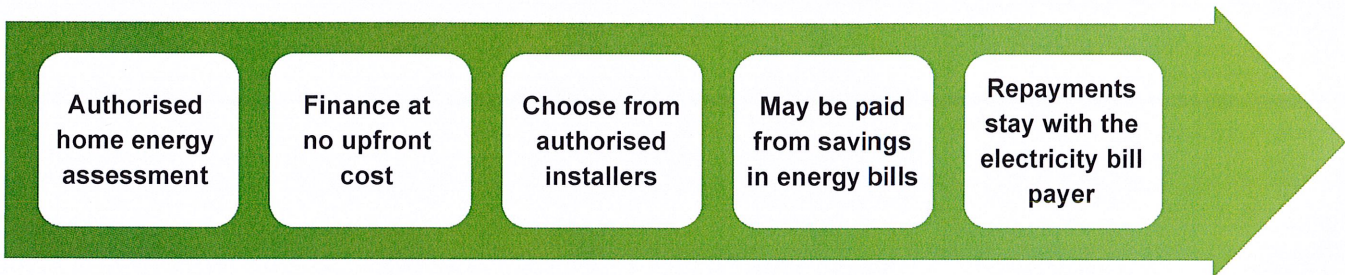 Authorised
home energy
assessment
Finance at
no upfront
cost
Choose from
authorised
installers
May be paid
from savings
in energy bills
Repayments
stay with the
electricity bill
payer